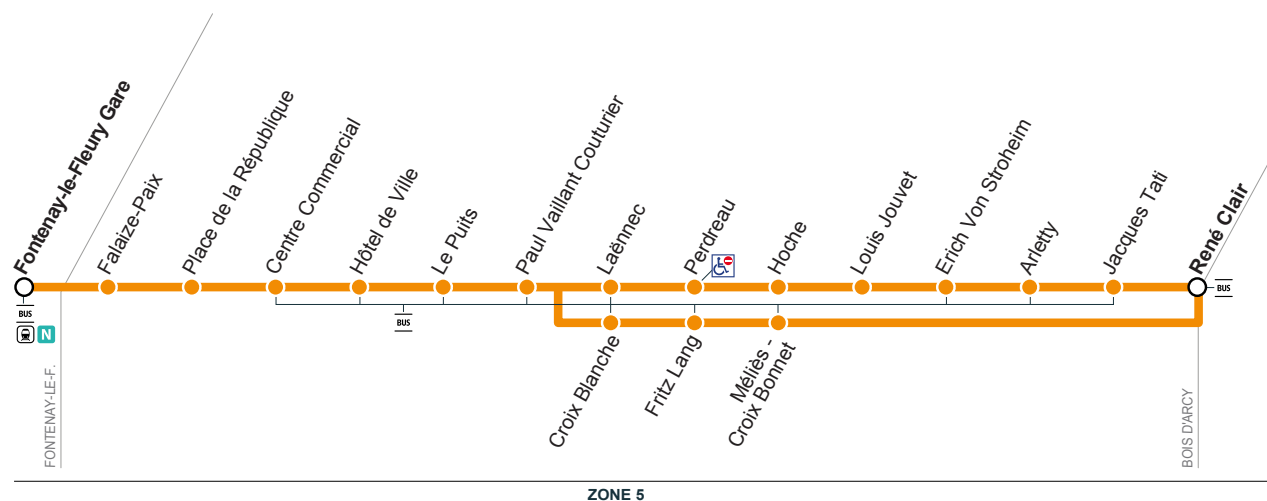 Fontenay-le-Fleury Gare
Falaize-Paix
Place de la République
Centre Commercial
Hôtel de Ville
Le Puits
Paul Vaillant Couturier
Laënnec
Perdreau
Hoche
Louis Jouvet
Erich Von Stroheim
Arletty
Jacques Tati
René Clair
BUS
BUS
BUS
N
Croix Blanche
Fritz Lang
Méliès -
Croix Bonnet
FONTENAY-LE-F.
BOIS D'ARCY
ZONE 5